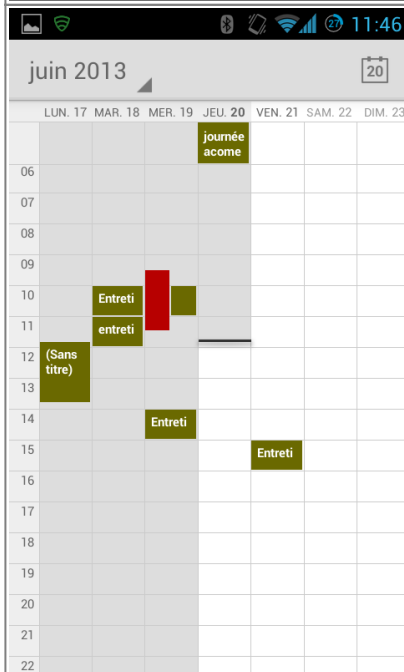 27 11:46
juin 2013
20
LUN. 17 MAR. 18 MER. 19 JEU. 20 VEN. 21 SAM. 22 DIM. 23
journée
acome
06
07
08
09
10 Entreti
11 entreti
12 (Sans
titre)
13
14 Entreti
15 Entreti
16
17
18
19
20
21
22